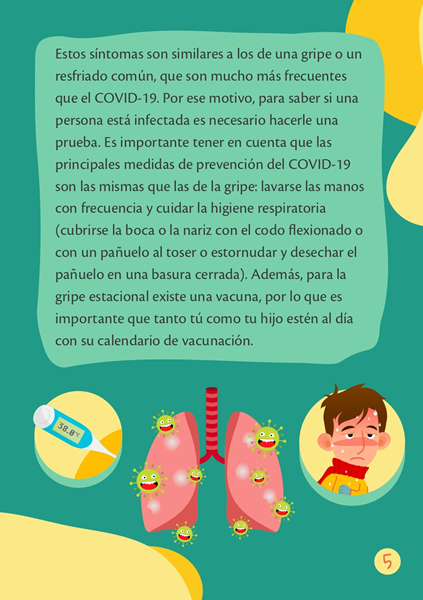 Estos síntomas son similares a los de una gripe o un
resfriado común, que son mucho más frecuentes
que el COVID-19. Por ese motivo, para saber si una
persona está infectada es necesario hacerle una
prueba. Es importante tener en cuenta que las
principales medidas de prevención del COVID-19
son las mismas que las de la gripe: lavarse las manos
con frecuencia y cuidar la higiene respiratoria
(cubrirse la boca o la nariz con el codo flexionado o
con un pañuelo al toser o estornudar y desechar el
pañuelo en una basura cerrada). Además, para la
gripe estacional existe una vacuna, por lo que es
importante que tanto tú como tu hijo estén al día
con su calendario de vacunación.
38.0°C
5